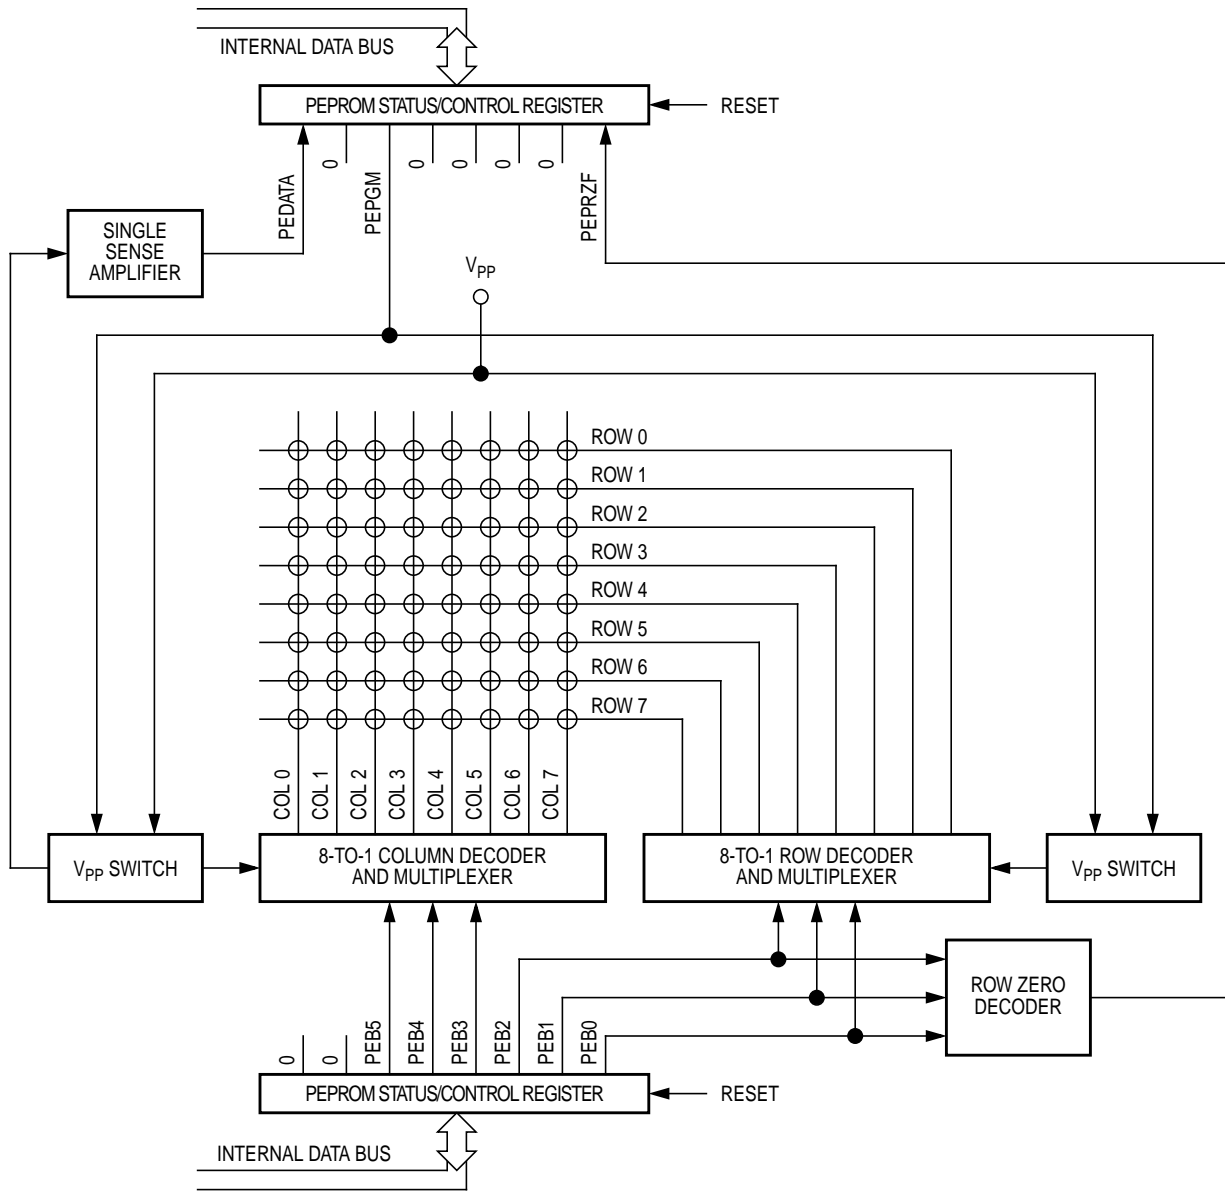 INTERNAL DATA BUS
PEPROM STATUS/CONTROL REGISTER
RESET
PEDATA
0
PEPGM
0
0
0
0
PEPRZF
SINGLE
SENSE
AMPLIFIER
VPP
ROW 0
ROW 1
ROW 2
ROW 3
ROW 4
ROW 5
ROW 6
ROW 7
COL 0
COL 1
COL 2
COL 3
COL 4
COL 5
COL 6
COL 7
VPP SWITCH
8-TO-1 COLUMN DECODER
AND MULTIPLEXER
8-TO-1 ROW DECODER
AND MULTIPLEXER
VPP SWITCH
ROW ZERO
DECODER
0
0
PEB5
PEB4
PEB3
PEB2
PEB1
PEB0
PEPROM STATUS/CONTROL REGISTER
RESET
INTERNAL DATA BUS